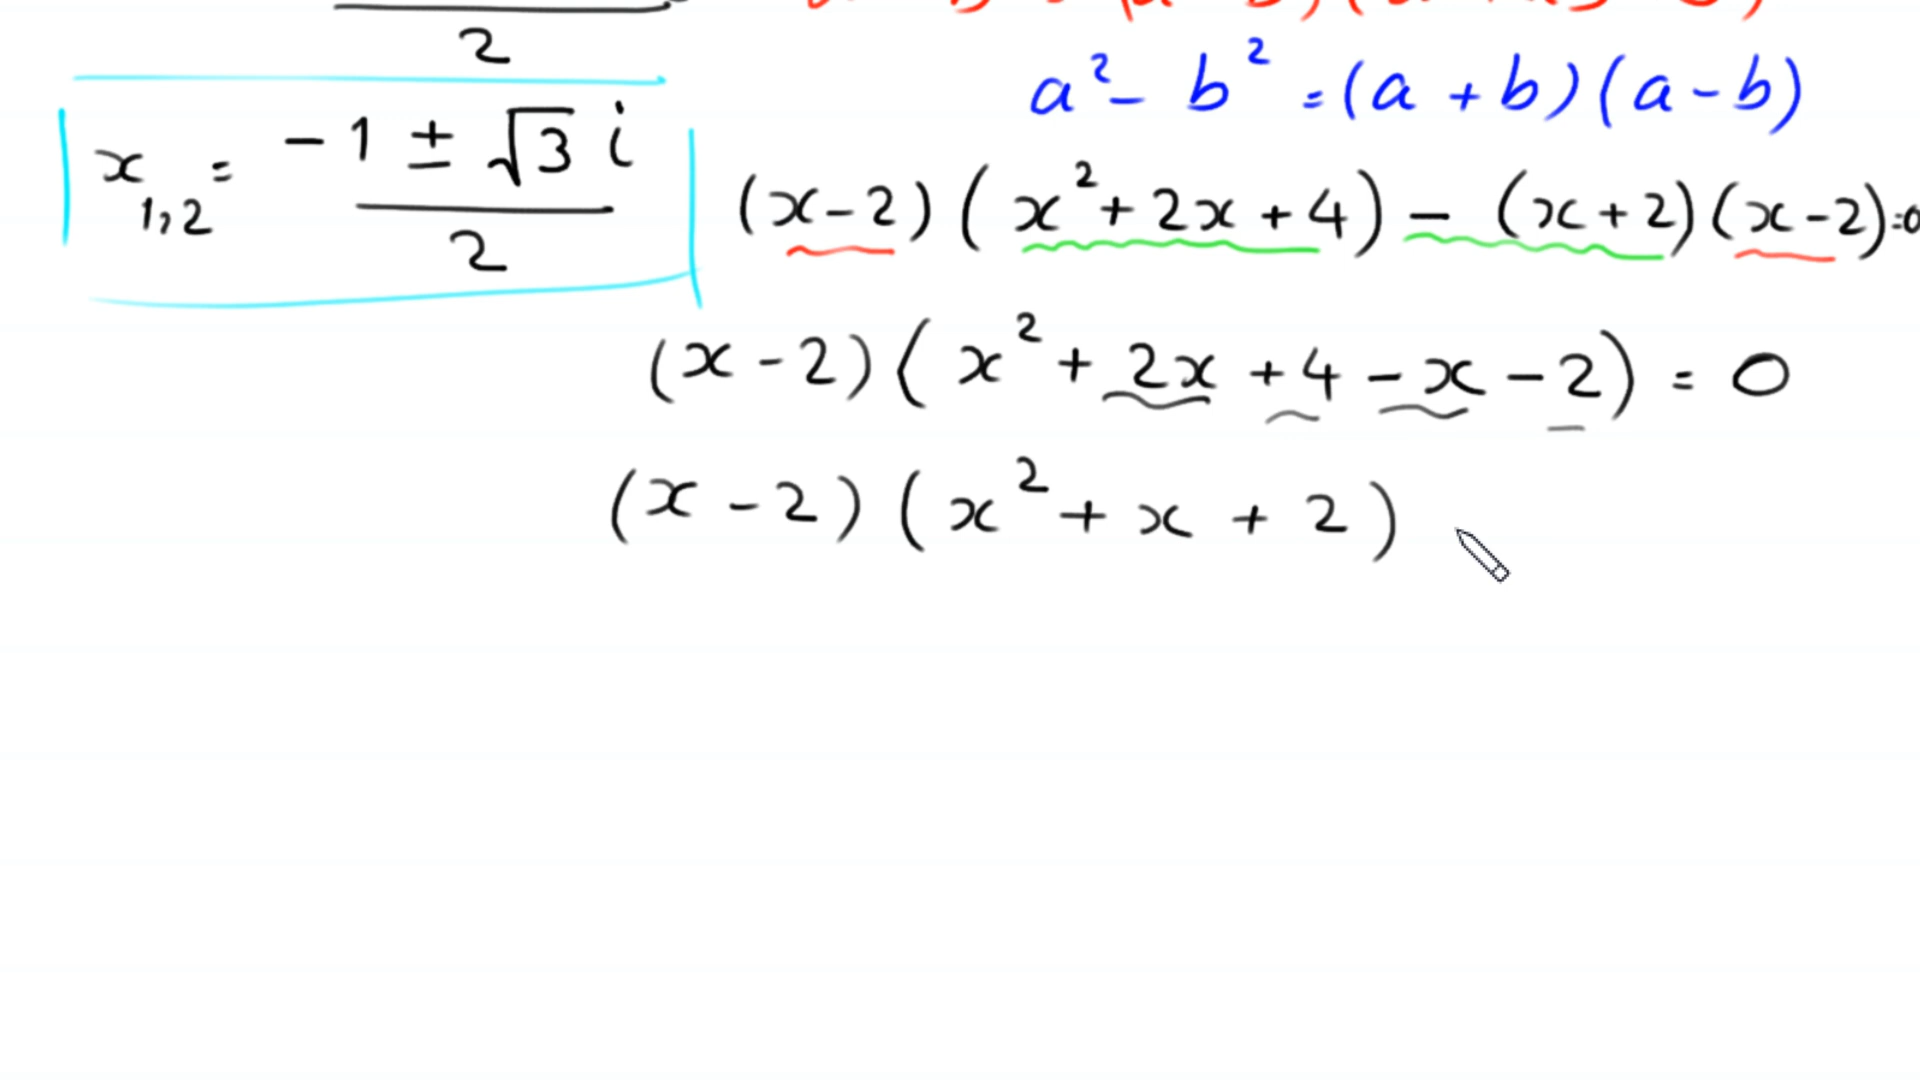 2
x₁,₂ = (-1 ± √3 i) / 2
a² - b² = (a + b)(a - b)
(x - 2)(x² + 2x + 4) - (x + 2)(x - 2) = 0
(x - 2)(x² + 2x + 4 - x - 2) = 0
(x - 2)(x² + x + 2)